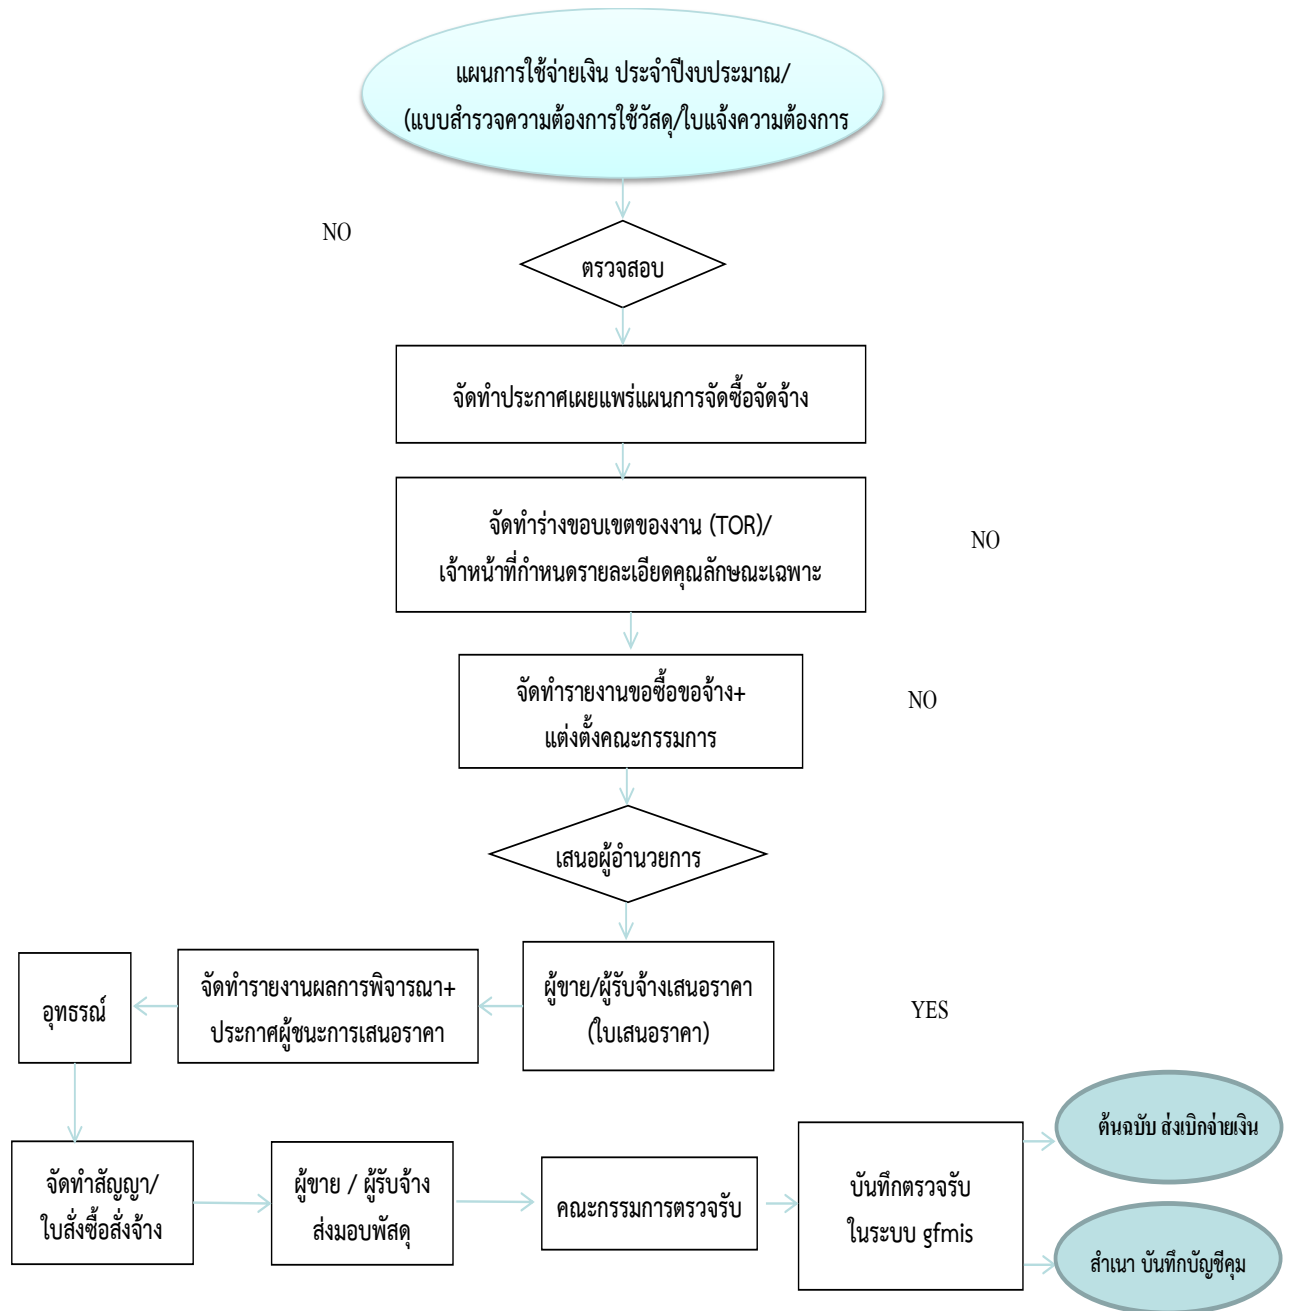 แผนการใช้จ่ายเงิน ประจำปีงบประมาณ/
(แบบสำรวจความต้องการใช้วัสดุ/ใบแจ้งความต้องการ
NO
ตรวจสอบ
จัดทำประกาศเผยแพร่แผนการจัดซื้อจัดจ้าง
จัดทำร่างขอบเขตของงาน (TOR)/
เจ้าหน้าที่กำหนดรายละเอียดคุณลักษณะเฉพาะ
NO
จัดทำรายงานขอซื้อขอจ้าง+
แต่งตั้งคณะกรรมการ
NO
เสนอผู้อำนวยการ
ผู้ขาย/ผู้รับจ้างเสนอราคา
(ใบเสนอราคา)
YES
จัดทำรายงานผลการพิจารณา+
ประกาศผู้ชนะการเสนอราคา
อุทธรณ์
จัดทำสัญญา/
ใบสั่งซื้อสั่งจ้าง
ผู้ขาย / ผู้รับจ้าง
ส่งมอบพัสดุ
คณะกรรมการตรวจรับ
บันทึกตรวจรับ
ในระบบ gfmis
ต้นฉบับ ส่งเบิกจ่ายเงิน
สำเนา บันทึกบัญชีคุม